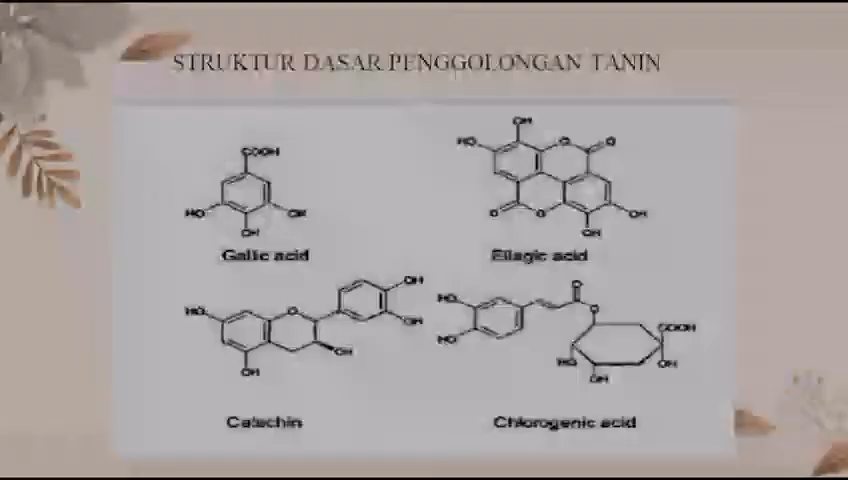 STRUKTUR DASAR PENGGOLONGAN TANIN
COOH
HO
OH
OH
Gallic acid
OH
HO
O
O
O
O
OH
OH
Ellagic acid
HO
O
OH
OH
OH
OH
Catechin
HO
HO
O
O
COOH
HO
OH
OH
Chlorogenic acid